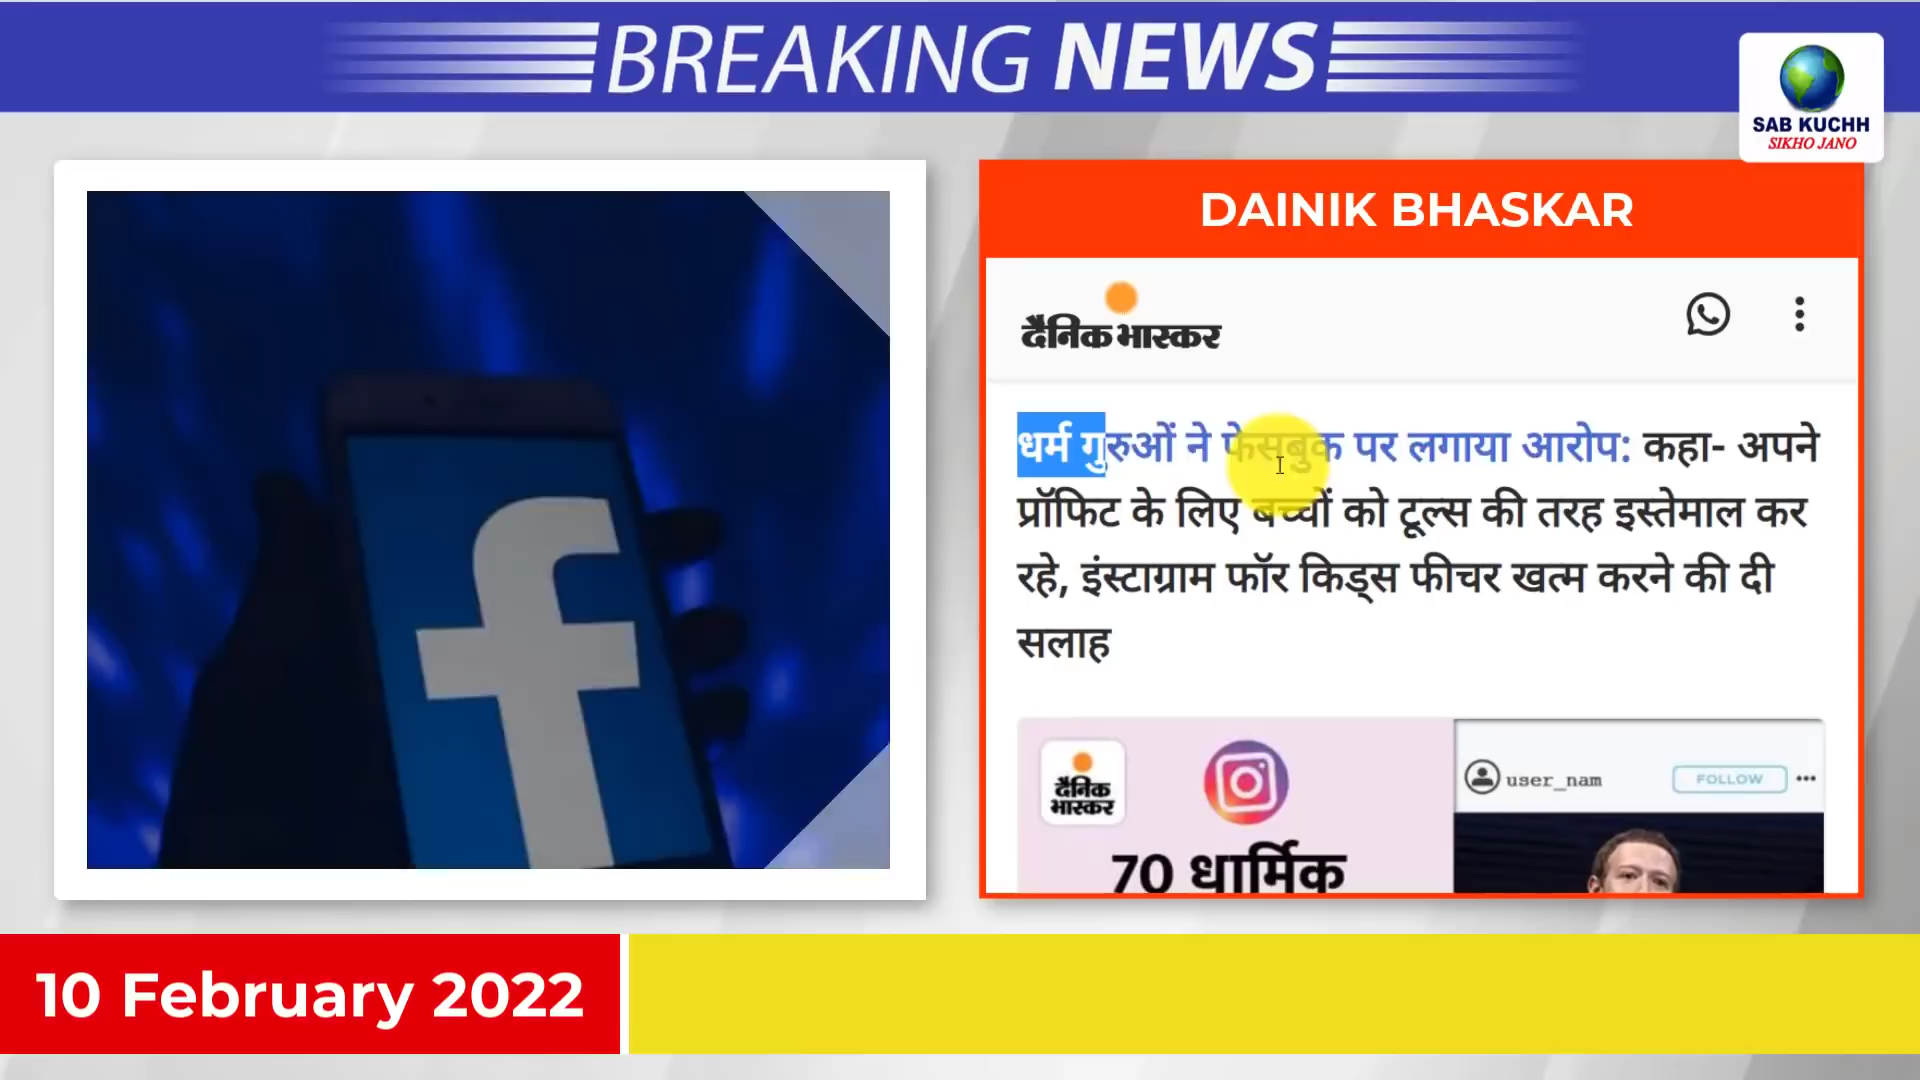 BREAKING NEWS
SAB KUCHH
SIKHO JANO
DAINIK BHASKAR
दैनिक भास्कर
धर्म गुरुओं ने फेसबुक पर लगाया आरोप: कहा- अपने
प्रॉफिट के लिए बच्चों को टूल्स की तरह इस्तेमाल कर
रहे, इंस्टाग्राम फॉर किड्स फीचर खत्म करने की दी
सलाह
दैनिक
भास्कर
70 धार्मिक
user_nam
FOLLOW
10 February 2022